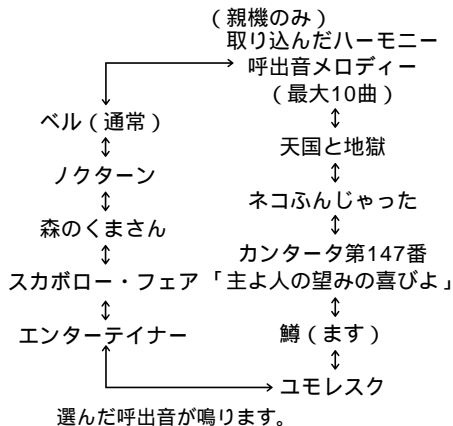 （親機のみ）
取り込んだハーモニー
呼出音メロディー
（最大10曲）
ベル（通常）
天国と地獄
ノクターン
ネコふんじゃった
森のくまさん
カンタータ第147番
スカボロー・フェア
「主よ人の望みの喜びよ」
エンターテイナー
鱒（ます）
ユモレスク
選んだ呼出音が鳴ります。